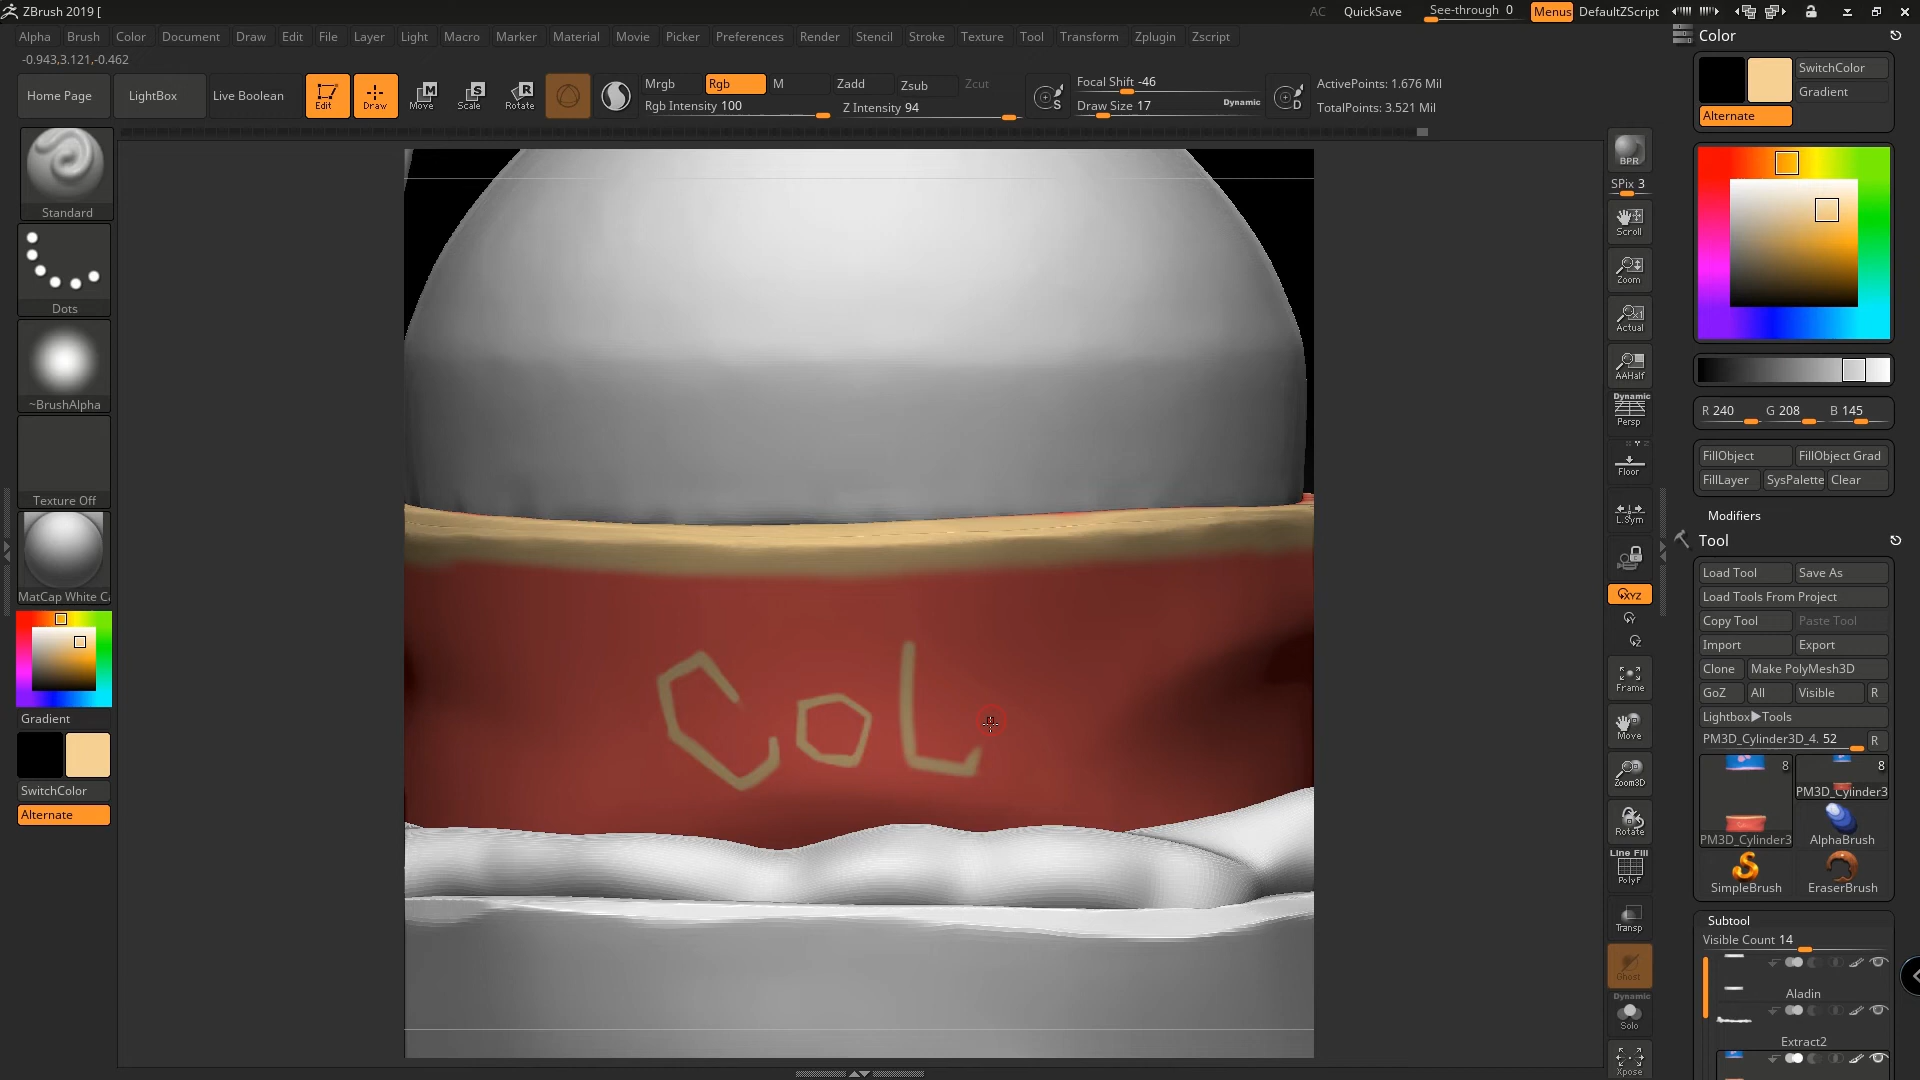 ZBrush 2019 [
AC QuickSave See-through 0 Menus DefaultZScript
Alpha Brush Color Document Draw Edit File Layer Light Macro Marker Material Movie Picker Preferences Render Stencil Stroke Texture Tool Transform Zplugin Zscript
-0.943,3.121,-0.462
Home Page LightBox Live Boolean Edit Draw Move Scale Rotate
Mrgb Rgb M Zadd Zsub Zcut
Rgb Intensity 100 Z Intensity 94
Focal Shift -46
Draw Size 17 Dynamic
ActivePoints: 1.676 Mil
TotalPoints: 3.521 Mil
Standard
Dots
~BrushAlpha
Texture Off
MatCap White Ca
Gradient
SwitchColor
Alternate
CoL
BPR
SPix 3
Scroll
Zoom
Actual
AAHalf
Dynamic
Persp
Floor
L.Sym
XYZ
Y
Z
Frame
Move
Zoom3D
Rotate
Line Fill
PolyF
Transp
Ghost
Dynamic
Solo
Xpose
Color
SwitchColor
Gradient
Alternate
R 240 G 208 B 145
FillObject FillObject Grad
FillLayer SysPalette Clear
Modifiers
Tool
Load Tool Save As
Load Tools From Project
Copy Tool Paste Tool
Import Export
Clone Make PolyMesh3D
GoZ All Visible R
Lightbox▶Tools
PM3D_Cylinder3D_4. 52 R
8 8
PM3D_Cylinder3
PM3D_Cylinder3 AlphaBrush
SimpleBrush EraserBrush
Subtool
Visible Count 14
Aladin
Extract2